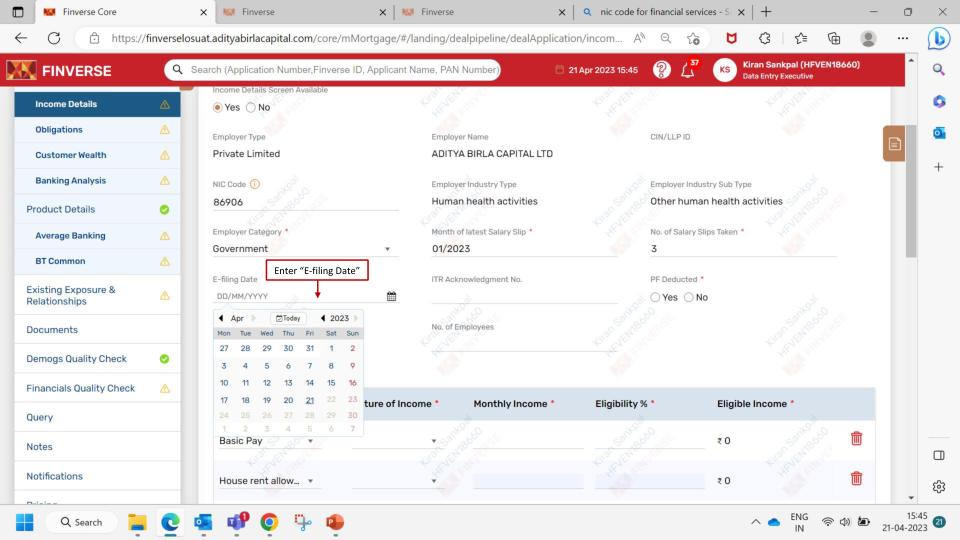 Finverse Core
Finverse
Finverse
nic code for financial services - S
https://finverselosuat.adityabirlacapital.com/core/mMortgage/#/landing/dealpipeline/dealApplication/incom...
FINVERSE
Search (Application Number,Finverse ID, Applicant Name, PAN Number)
21 Apr 2023 15:45
37
KS
Kiran Sankpal (HFVEN18660)
Data Entry Executive
Income Details
Obligations
Customer Wealth
Banking Analysis
Product Details
Average Banking
BT Common
Existing Exposure &
Relationships
Documents
Demogs Quality Check
Financials Quality Check
Query
Notes
Notifications
Income Details Screen Available
Yes No
Employer Type Employer Name CIN/LLP ID
Private Limited ADITYA BIRLA CAPITAL LTD
NIC Code Employer Industry Type Employer Industry Sub Type
86906 Human health activities Other human health activities
Employer Category * Month of latest Salary Slip * No. of Salary Slips Taken *
Government 01/2023 3
Enter “E-filing Date”
E-filing Date ITR Acknowledgment No. PF Deducted *
DD/MM/YYYY Yes No
Apr Today 2023
No. of Employees
Mon Tue Wed Thu Fri Sat Sun
27 28 29 30 31 1 2
3 4 5 6 7 8 9
10 11 12 13 14 15 16
17 18 19 20 21 22 23
24 25 26 27 28 29 30
1 2 3 4 5 6 7
ture of Income * Monthly Income * Eligibility % * Eligible Income *
Basic Pay ₹ 0
House rent allow... ₹ 0
Kiran Sankpal
HFVEN18660
FINVERSE
Search
1
ENG
IN
15:45
21-04-2023
21